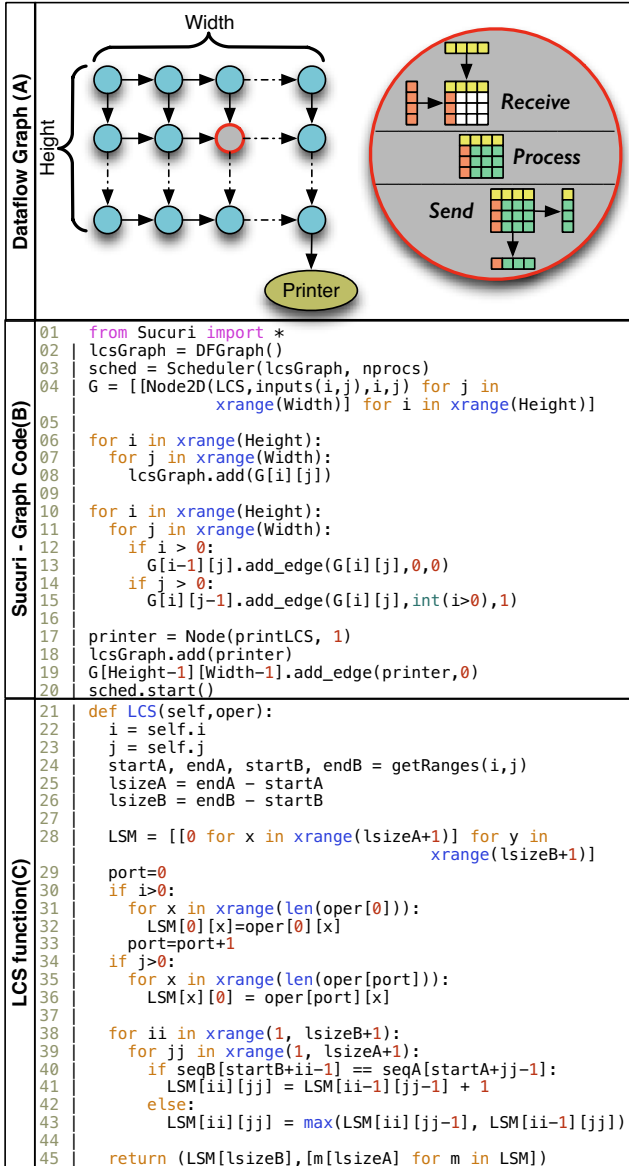 Width
Height
Dataflow Graph (A)
Receive
Process
Send
Printer
Sucuri - Graph Code(B)
01   from Sucuri import *
02 | lcsGraph = DFGraph()
03 | sched = Scheduler(lcsGraph, nprocs)
04 | G = [[Node2D(LCS,inputs(i,j),i,j) for j in
   |            xrange(Width)] for i in xrange(Height)]
05 |
06 | for i in xrange(Height):
07 |   for j in xrange(Width):
08 |     lcsGraph.add(G[i][j])
09 |
10 | for i in xrange(Height):
11 |   for j in xrange(Width):
12 |     if i > 0:
13 |       G[i-1][j].add_edge(G[i][j],0,0)
14 |     if j > 0:
15 |       G[i][j-1].add_edge(G[i][j],int(i>0),1)
16 |
17 | printer = Node(printLCS, 1)
18 | lcsGraph.add(printer)
19 | G[Height-1][Width-1].add_edge(printer,0)
20 | sched.start()
LCS function(C)
21 | def LCS(self,oper):
22 |   i = self.i
23 |   j = self.j
24 |   startA, endA, startB, endB = getRanges(i,j)
25 |   lsizeA = endA - startA
26 |   lsizeB = endB - startB
27 |
28 |   LSM = [[0 for x in xrange(lsizeA+1)] for y in
   |                              xrange(lsizeB+1)]
29 |   port=0
30 |   if i>0:
31 |     for x in xrange(len(oper[0])):
32 |       LSM[0][x]=oper[0][x]
33 |     port=port+1
34 |   if j>0:
35 |     for x in xrange(len(oper[port])):
36 |       LSM[x][0] = oper[port][x]
37 |
38 |   for ii in xrange(1, lsizeB+1):
39 |     for jj in xrange(1, lsizeA+1):
40 |       if seqB[startB+ii-1] == seqA[startA+jj-1]:
41 |         LSM[ii][jj] = LSM[ii-1][jj-1] + 1
42 |       else:
43 |         LSM[ii][jj] = max(LSM[ii][jj-1], LSM[ii-1][jj])
44 |
45 |   return (LSM[lsizeB],[m[lsizeA] for m in LSM])